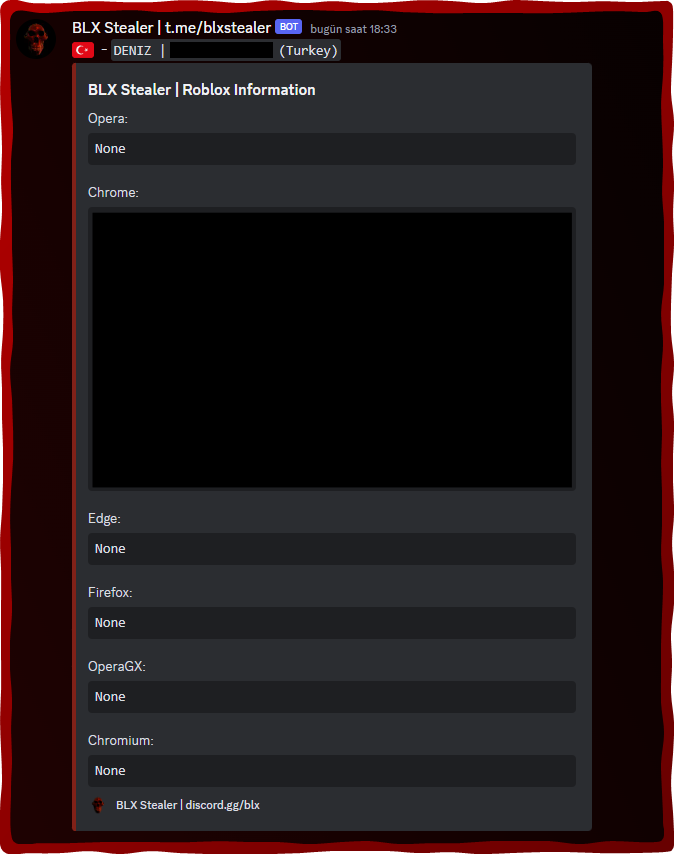 BLX Stealer | t.me/blxstealer BOT bugün saat 18:33
- DENIZ | (Turkey)
BLX Stealer | Roblox Information
Opera:
None
Chrome:
Edge:
None
Firefox:
None
OperaGX:
None
Chromium:
None
BLX Stealer | discord.gg/blx